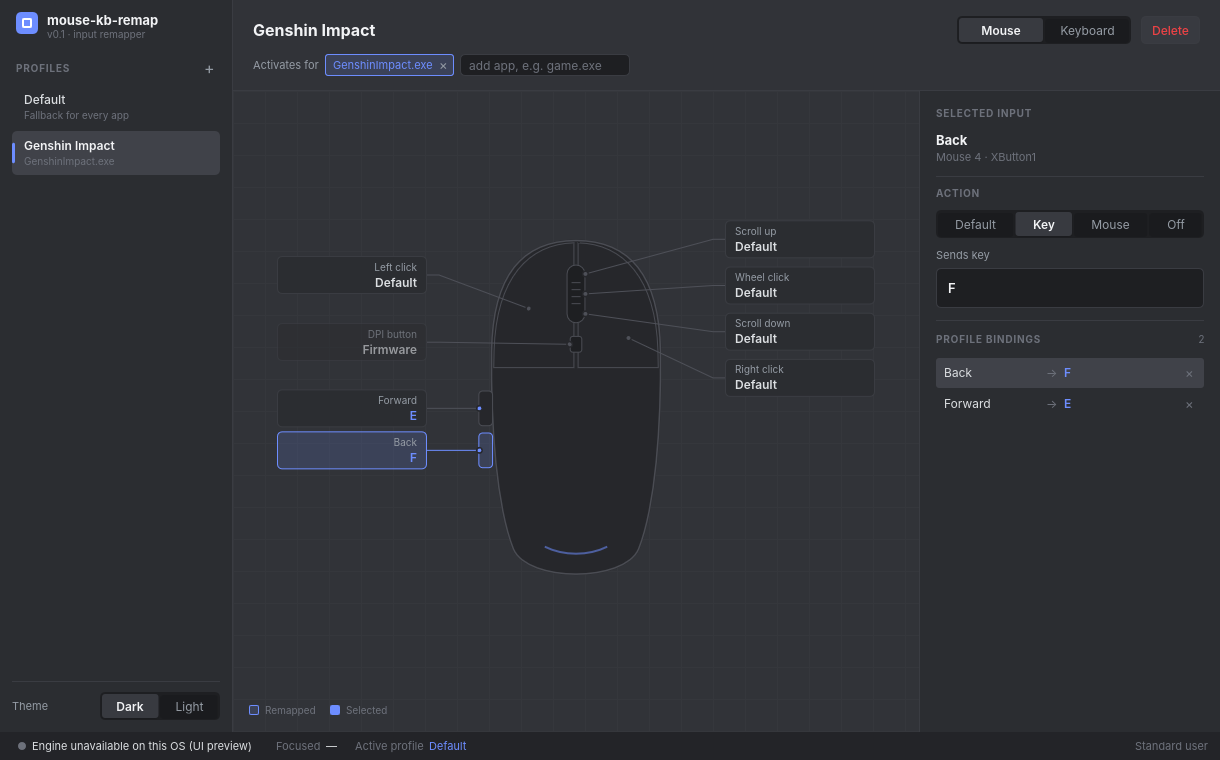 mouse-kb-remap
v0.1 · input remapper
PROFILES +
Default
Fallback for every app
Genshin Impact
GenshinImpact.exe
Theme Dark Light
Genshin Impact
Mouse Keyboard Delete
Activates for GenshinImpact.exe × add app, e.g. game.exe
Left click
Default
DPI button
Firmware
Forward
E
Back
F
Scroll up
Default
Wheel click
Default
Scroll down
Default
Right click
Default
Remapped Selected
SELECTED INPUT
Back
Mouse 4 · XButton1
ACTION
Default Key Mouse Off
Sends key
F
PROFILE BINDINGS 2
Back → F ×
Forward → E ×
Engine unavailable on this OS (UI preview) Focused — Active profile Default Standard user